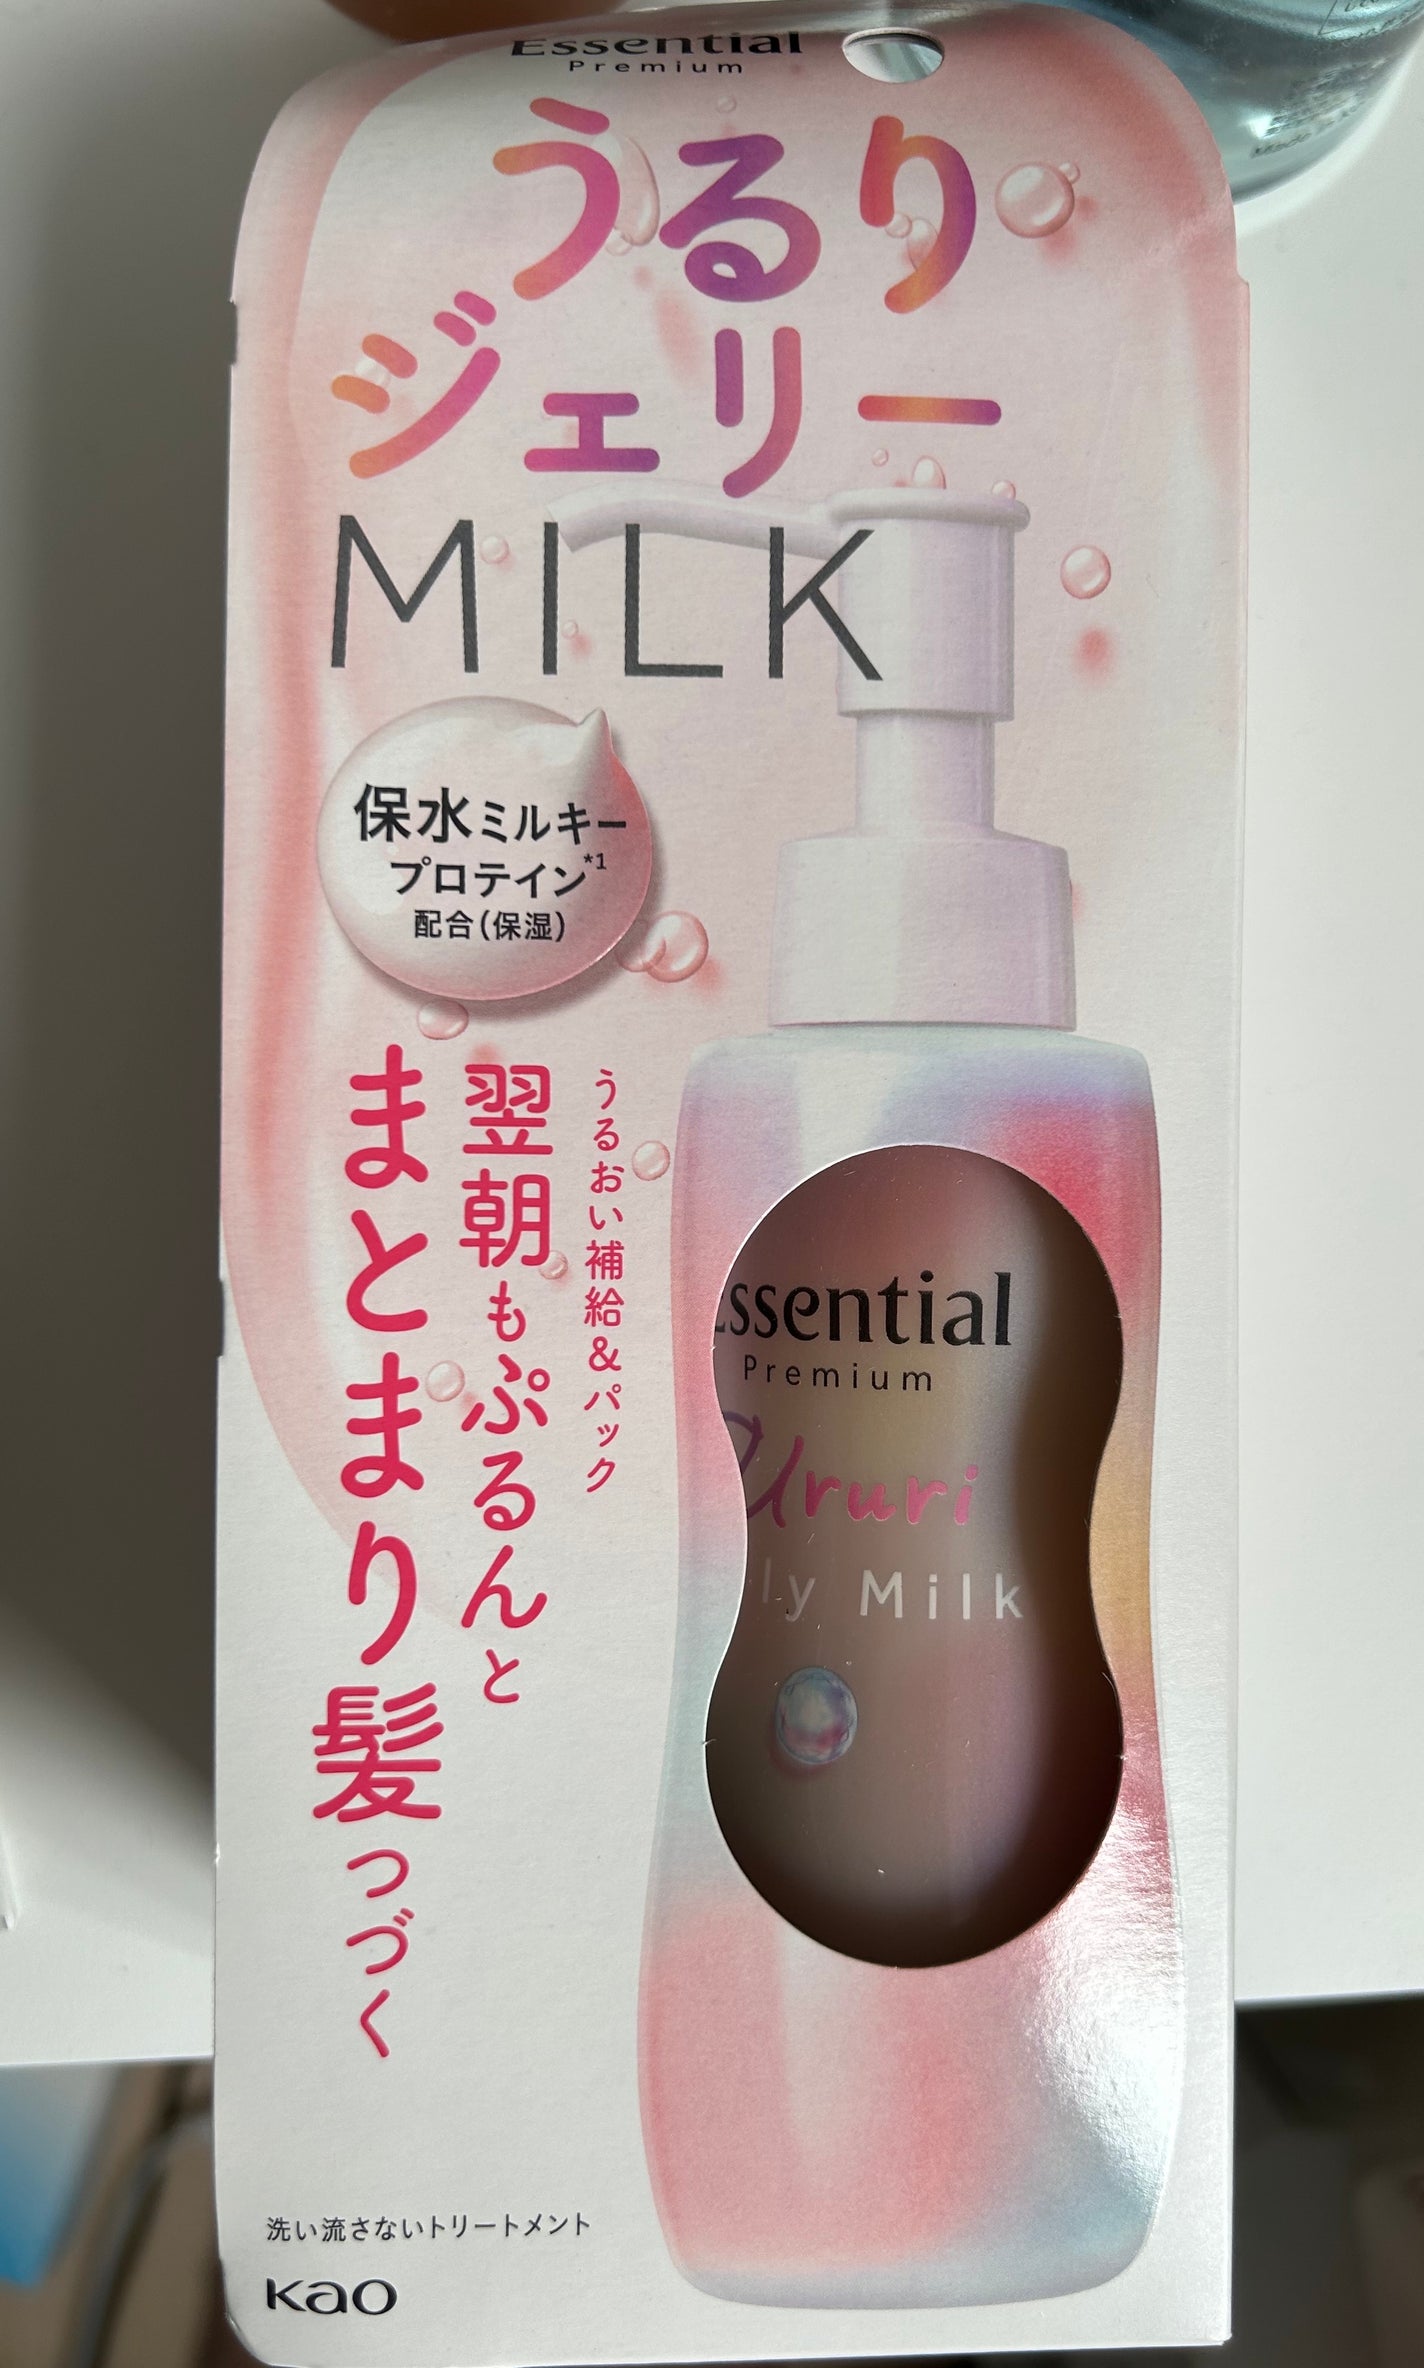 Essential
Premium
うるり
ジェリー
MILK
保水ミルキー
プロテイン*1
配合(保湿)
うるおい補給&パック
翌朝もぷるんと
まとまり髪つづく
ssential
Premium
Ururi
ly Milk
洗い流さないトリートメント
Kao